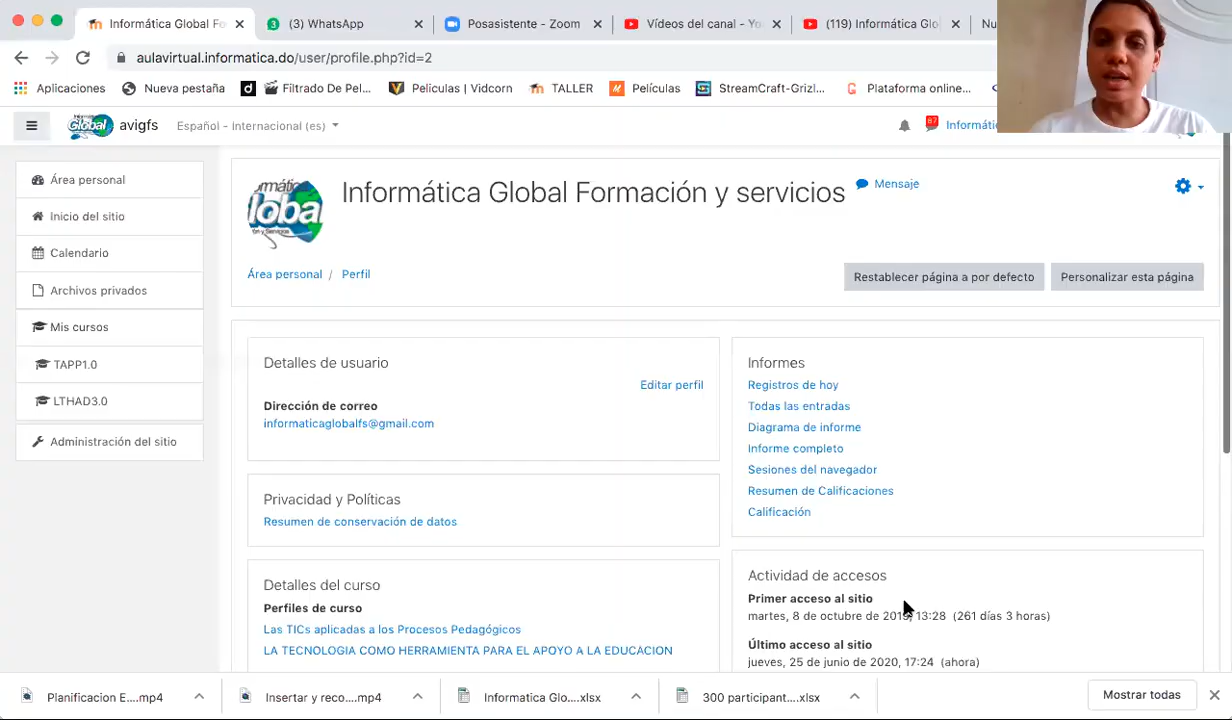 Informática Global Fo
(3) WhatsApp
Posasistente - Zoom
Vídeos del canal - Yo
(119) Informática Glo
Nu
aulavirtual.informatica.do/user/profile.php?id=2
Aplicaciones
Nueva pestaña
Filtrado De Pel...
Peliculas | Vidcorn
TALLER
Películas
StreamCraft-Grizl...
Plataforma online...
Global
avigfs
Español - Internacional (es)
87
Informátic
Área personal
Inicio del sitio
Calendario
Archivos privados
Mis cursos
TAPP1.0
LTHAD3.0
Administración del sitio
Informática Global Formación y servicios
Mensaje
Área personal / Perfil
Restablecer página a por defecto
Personalizar esta página
Detalles de usuario
Editar perfil
Dirección de correo
informaticaglobalfs@gmail.com
Privacidad y Políticas
Resumen de conservación de datos
Detalles del curso
Perfiles de curso
Las TICs aplicadas a los Procesos Pedagógicos
LA TECNOLOGIA COMO HERRAMIENTA PARA EL APOYO A LA EDUCACION
Informes
Registros de hoy
Todas las entradas
Diagrama de informe
Informe completo
Sesiones del navegador
Resumen de Calificaciones
Calificación
Actividad de accesos
Primer acceso al sitio
martes, 8 de octubre de 2019, 13:28 (261 días 3 horas)
Último acceso al sitio
jueves, 25 de junio de 2020, 17:24 (ahora)
Planificacion E....mp4
Insertar y reco....mp4
Informatica Glo....xlsx
300 participant....xlsx
Mostrar todas